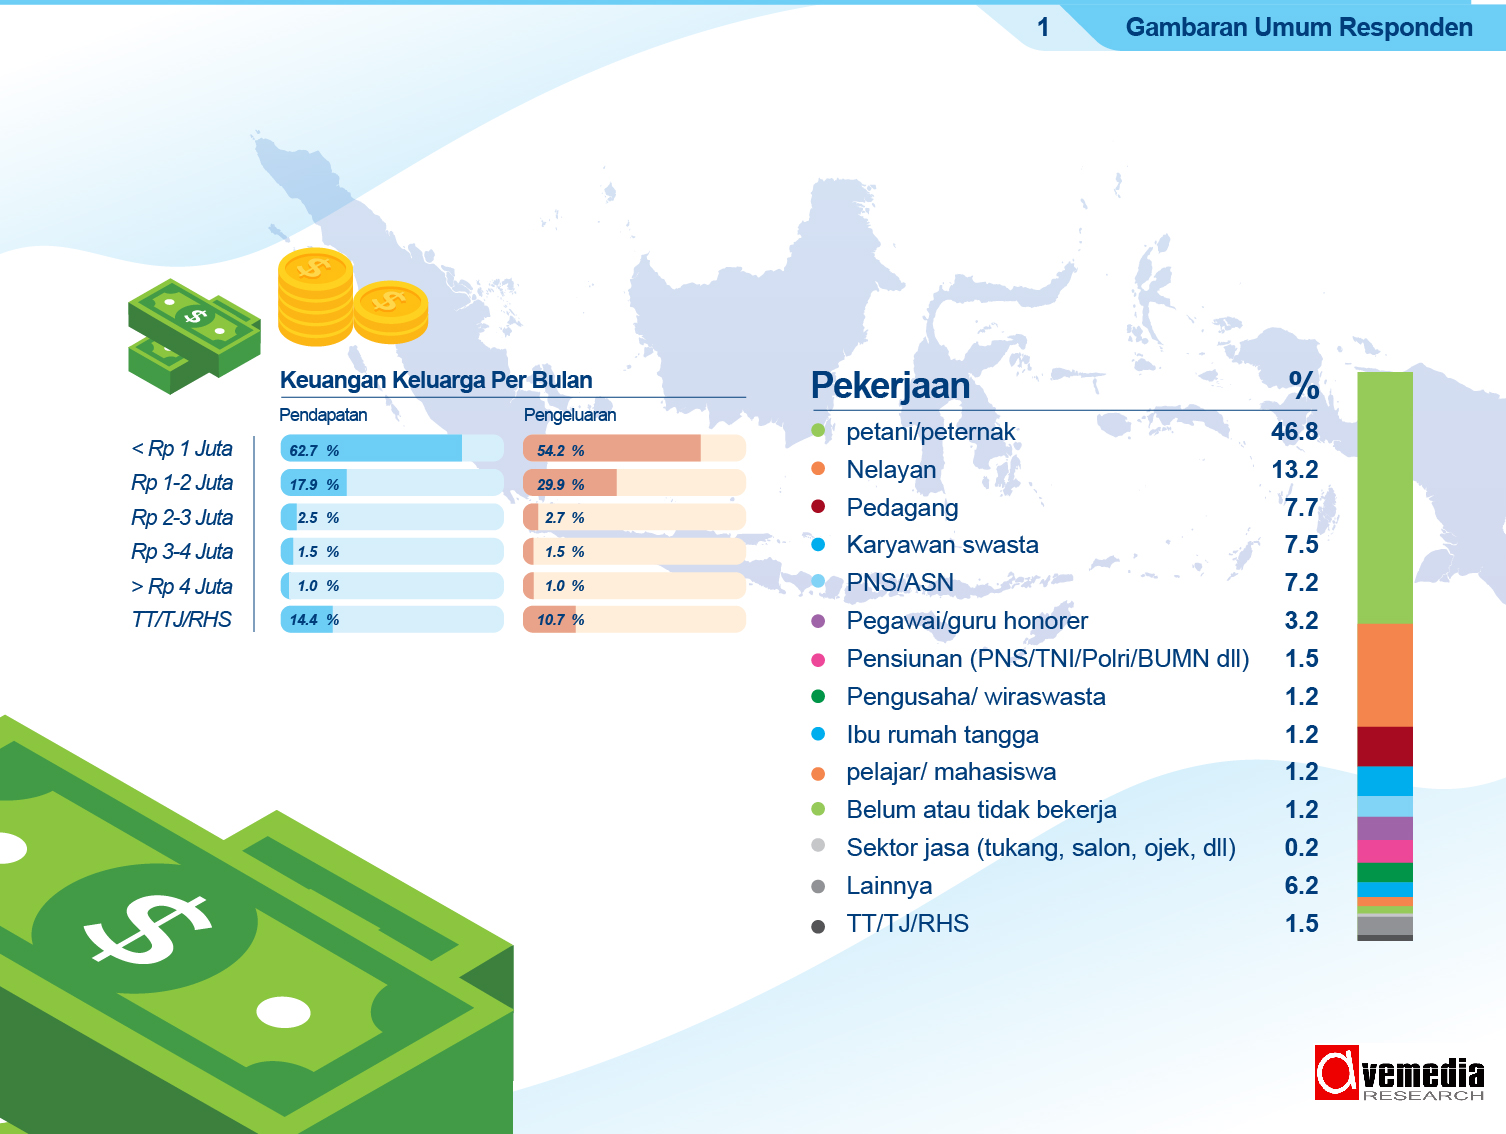 1 Gambaran Umum Responden
Keuangan Keluarga Per Bulan
Pendapatan Pengeluaran
< Rp 1 Juta 62.7 % 54.2 %
Rp 1-2 Juta 17.9 % 29.9 %
Rp 2-3 Juta 2.5 % 2.7 %
Rp 3-4 Juta 1.5 % 1.5 %
> Rp 4 Juta 1.0 % 1.0 %
TT/TJ/RHS 14.4 % 10.7 %
Pekerjaan %
petani/peternak 46.8
Nelayan 13.2
Pedagang 7.7
Karyawan swasta 7.5
PNS/ASN 7.2
Pegawai/guru honorer 3.2
Pensiunan (PNS/TNI/Polri/BUMN dll) 1.5
Pengusaha/ wiraswasta 1.2
Ibu rumah tangga 1.2
pelajar/ mahasiswa 1.2
Belum atau tidak bekerja 1.2
Sektor jasa (tukang, salon, ojek, dll) 0.2
Lainnya 6.2
TT/TJ/RHS 1.5
avemedia
RESEARCH